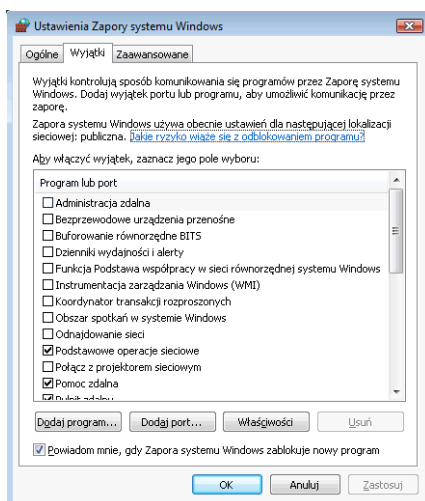 Ustawienia Zapory systemu Windows
Ogólne Wyjątki Zaawansowane
Wyjątki kontrolują sposób komunikowania się programów przez Zaporę systemu
Windows. Dodaj wyjątek portu lub programu, aby umożliwić komunikację przez
zaporę.
Zapora systemu Windows używa obecnie ustawień dla następującej lokalizacji
sieciowej: publiczna. Jakie ryzyko wiąże się z odblokowaniem programu?
Aby włączyć wyjątek, zaznacz jego pole wyboru:
Program lub port
Administracja zdalna
Bezprzewodowe urządzenia przenośne
Buforowanie równorzędne BITS
Dzienniki wydajności i alerty
Funkcja Podstawa współpracy w sieci równorzędnej systemu Windows
Instrumentacja zarządzania Windows (WMI)
Koordynator transakcji rozproszonych
Obszar spotkań w systemie Windows
Odnajdowanie sieci
Podstawowe operacje sieciowe
Połącz z projektorem sieciowym
Pomoc zdalna
Pulpit zdalny
Dodaj program... Dodaj port... Właściwości Usuń
Powiadom mnie, gdy Zapora systemu Windows zablokuje nowy program
OK Anuluj Zastosuj